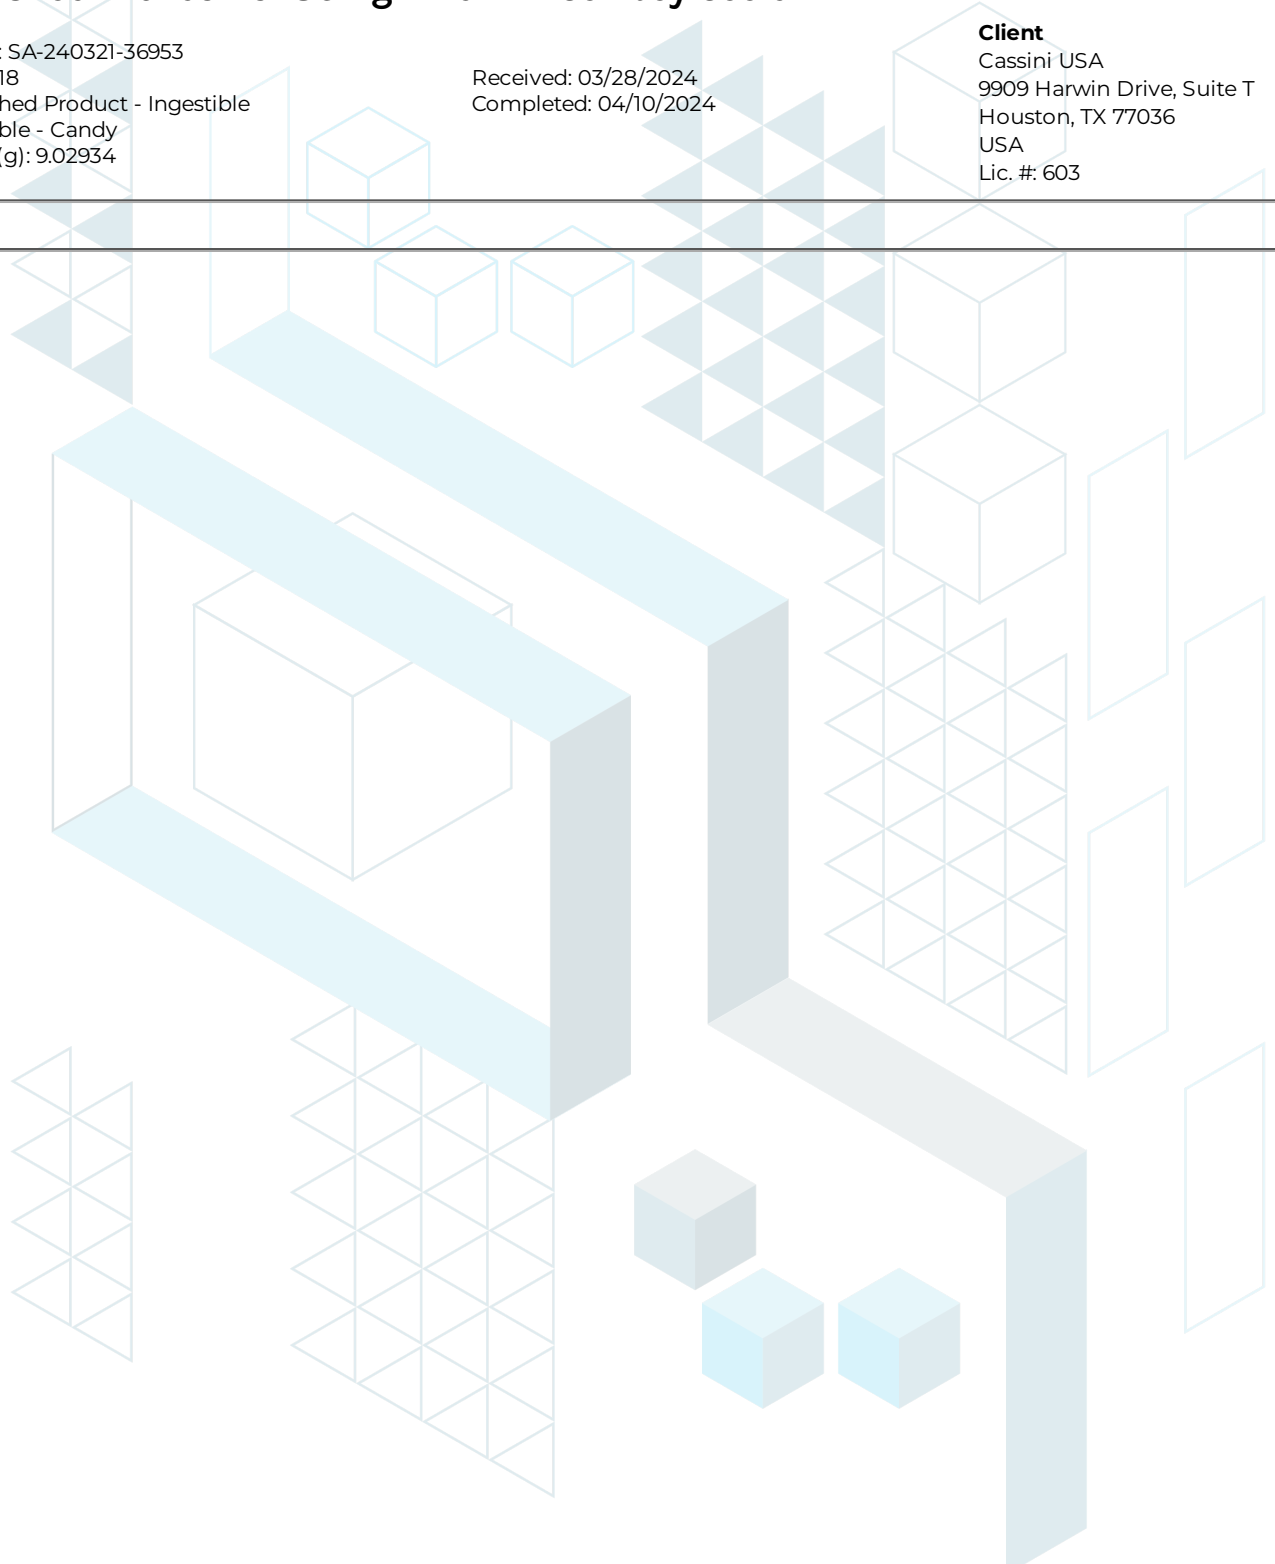 : SA-240321-36953
18
hed Product - Ingestible
ble - Candy
(g): 9.02934
Received: 03/28/2024
Completed: 04/10/2024
Client
Cassini USA
9909 Harwin Drive, Suite T
Houston, TX 77036
USA
Lic. #: 603